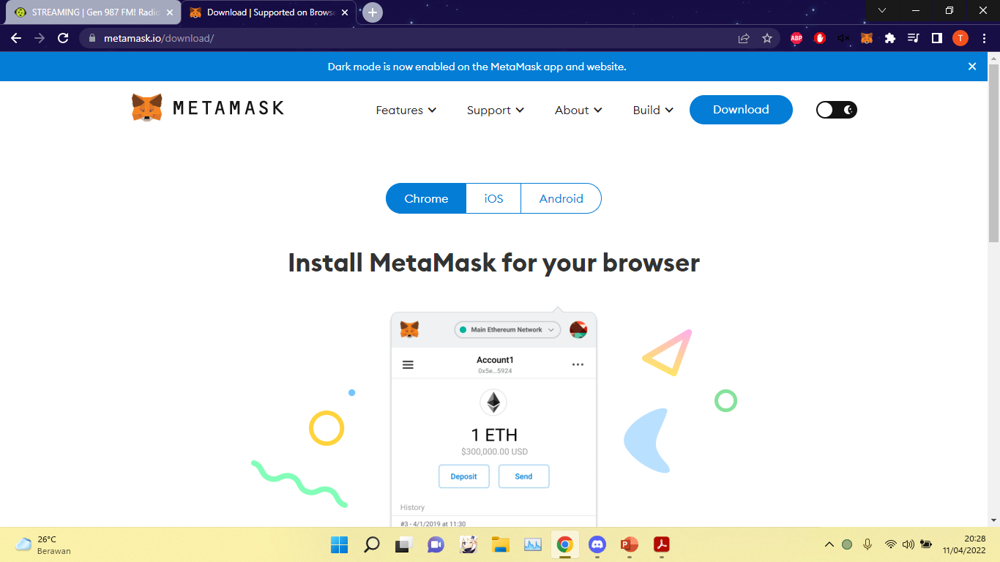 STREAMING | Gen 987 FM! Radio
Download | Supported on Browse
metamask.io/download/
ABP
T
Dark mode is now enabled on the MetaMask app and website.
METAMASK
Features
Support
About
Build
Download
Chrome
iOS
Android
Install MetaMask for your browser
Main Ethereum Network
Account1
0x5e...5924
1 ETH
$300,000.00 USD
Deposit
Send
History
#3 - 4/1/2019 at 11:30
26°C
Berawan
20:28
11/04/2022